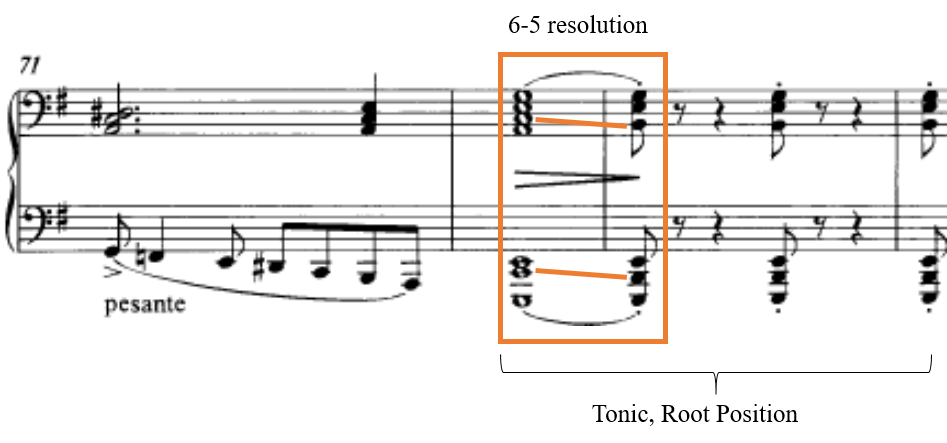 6-5 resolution
71
pesante
Tonic, Root Position